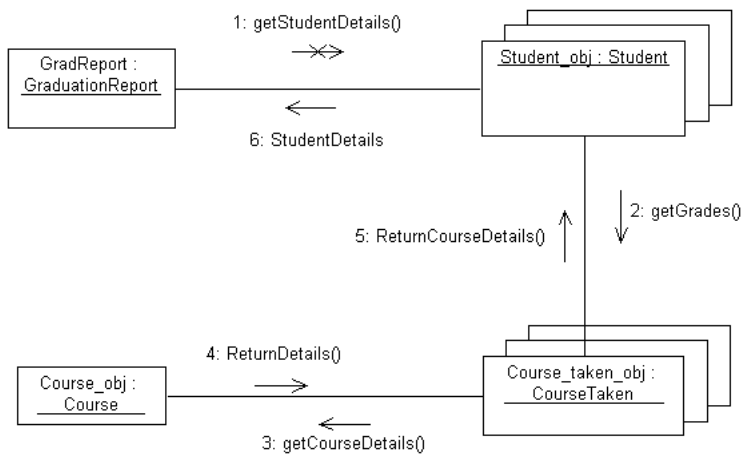 1: getStudentDetails()
GradReport :
GraduationReport
Student_obj : Student
6: StudentDetails
2: getGrades()
5: ReturnCourseDetails()
4: ReturnDetails()
Course_obj :
Course
Course_taken_obj :
CourseTaken
3: getCourseDetails()